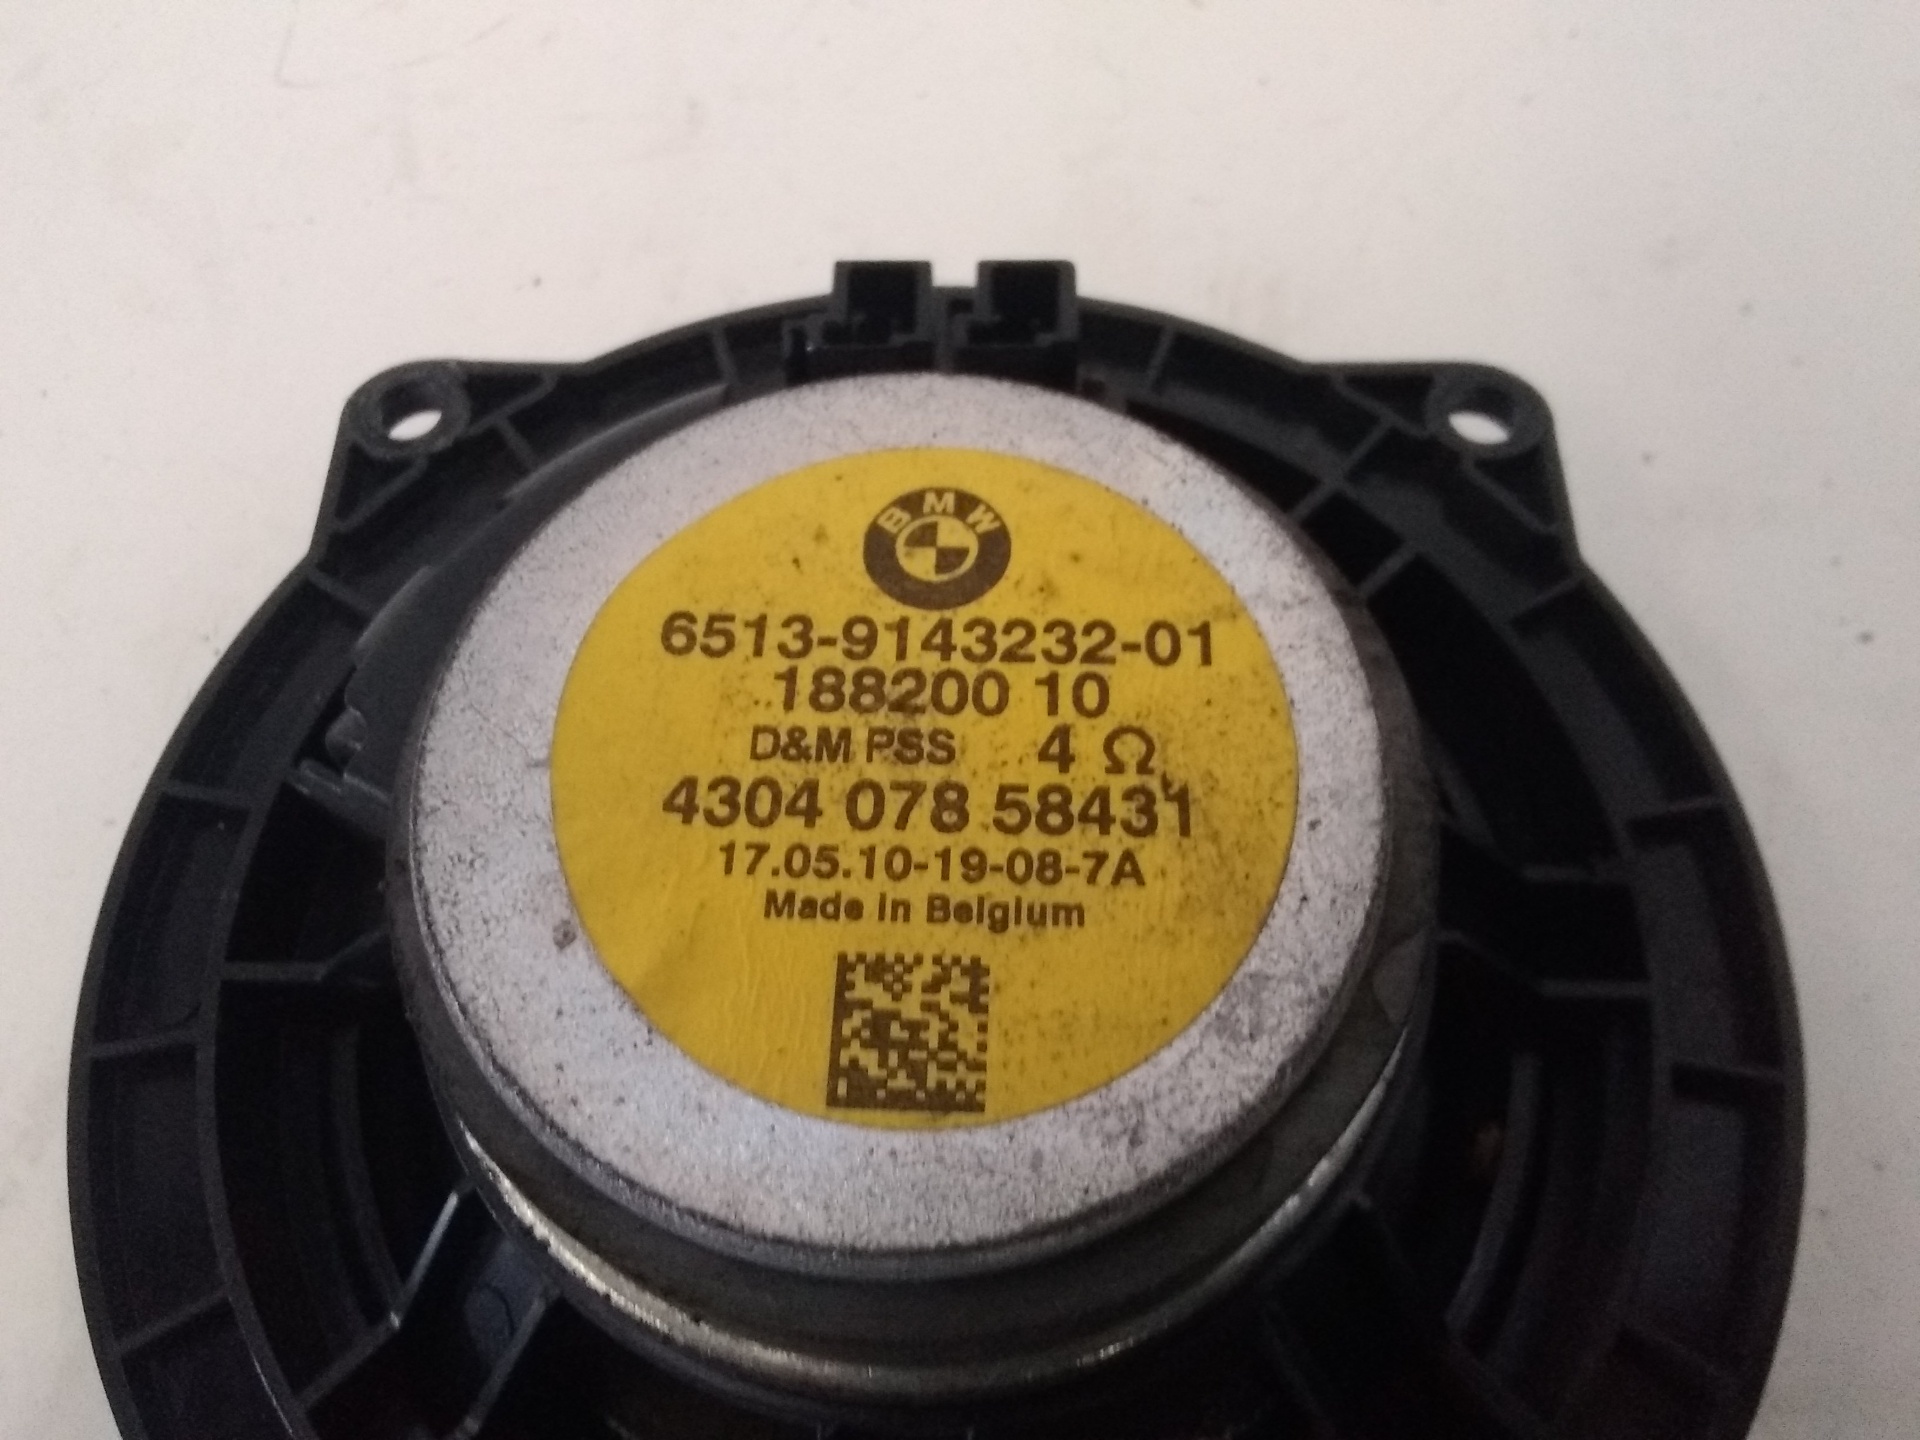 BMW
6513-9143232-01
188200 10
D&M PSS 4 Ω
4304 078 58431
17.05.10-19-08-7A
Made in Belgium